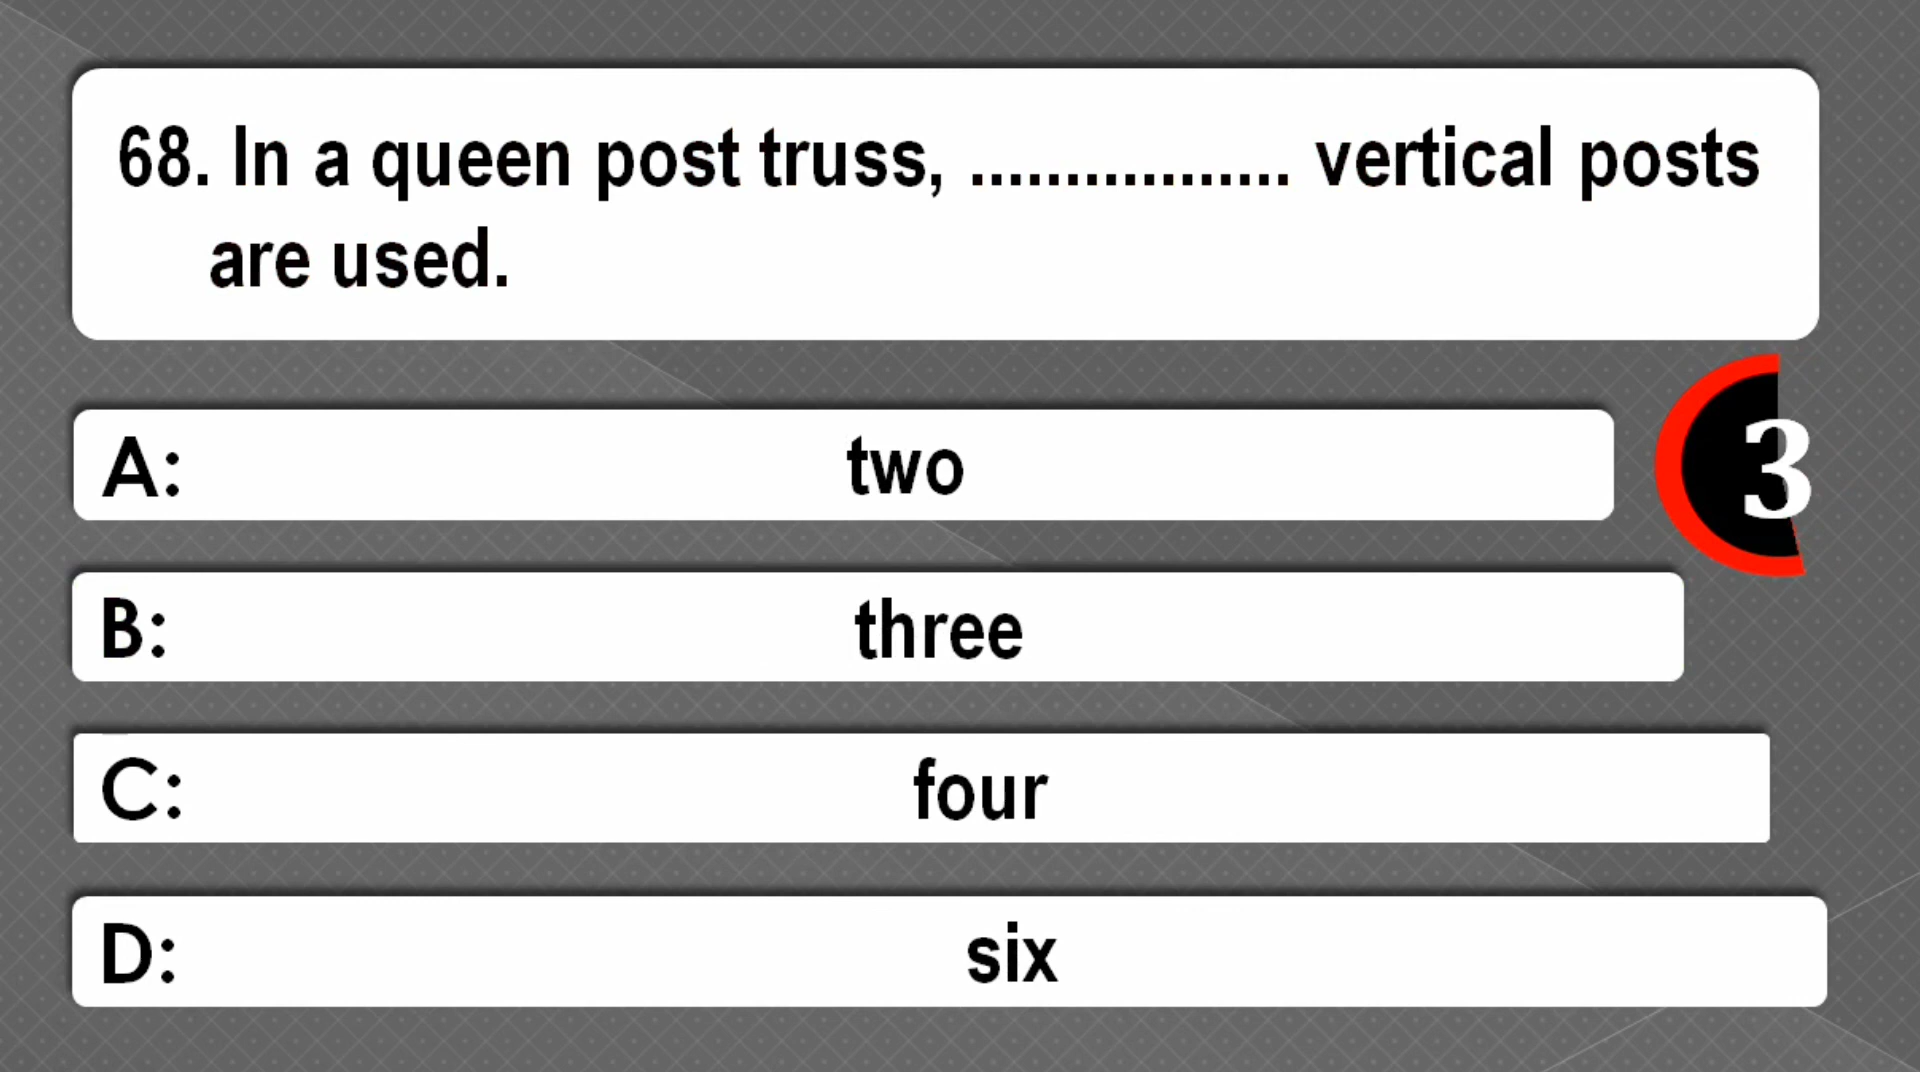 68. In a queen post truss, ................. vertical posts
are used.
A: two
3
B: three
C: four
D: six